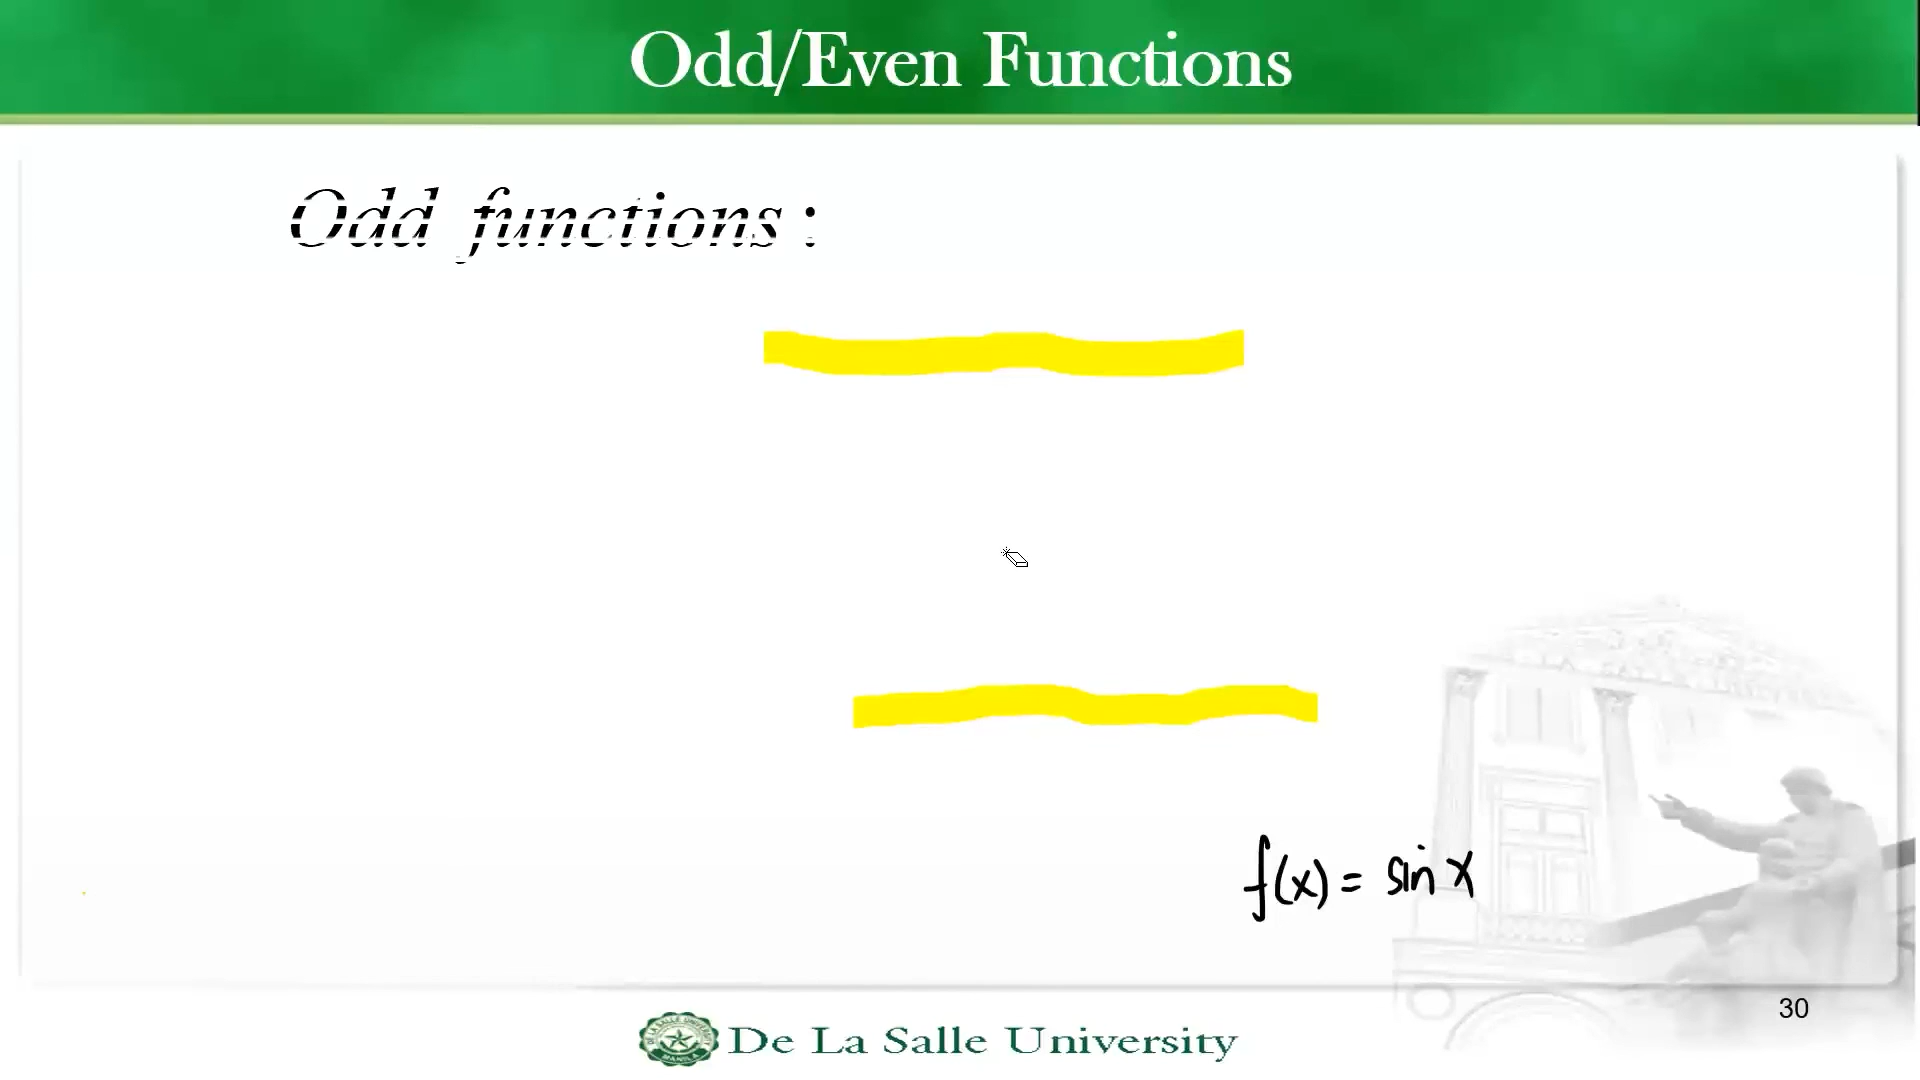 Odd/Even Functions
Odd functions:
f(x) = sin x
30
De La Salle University